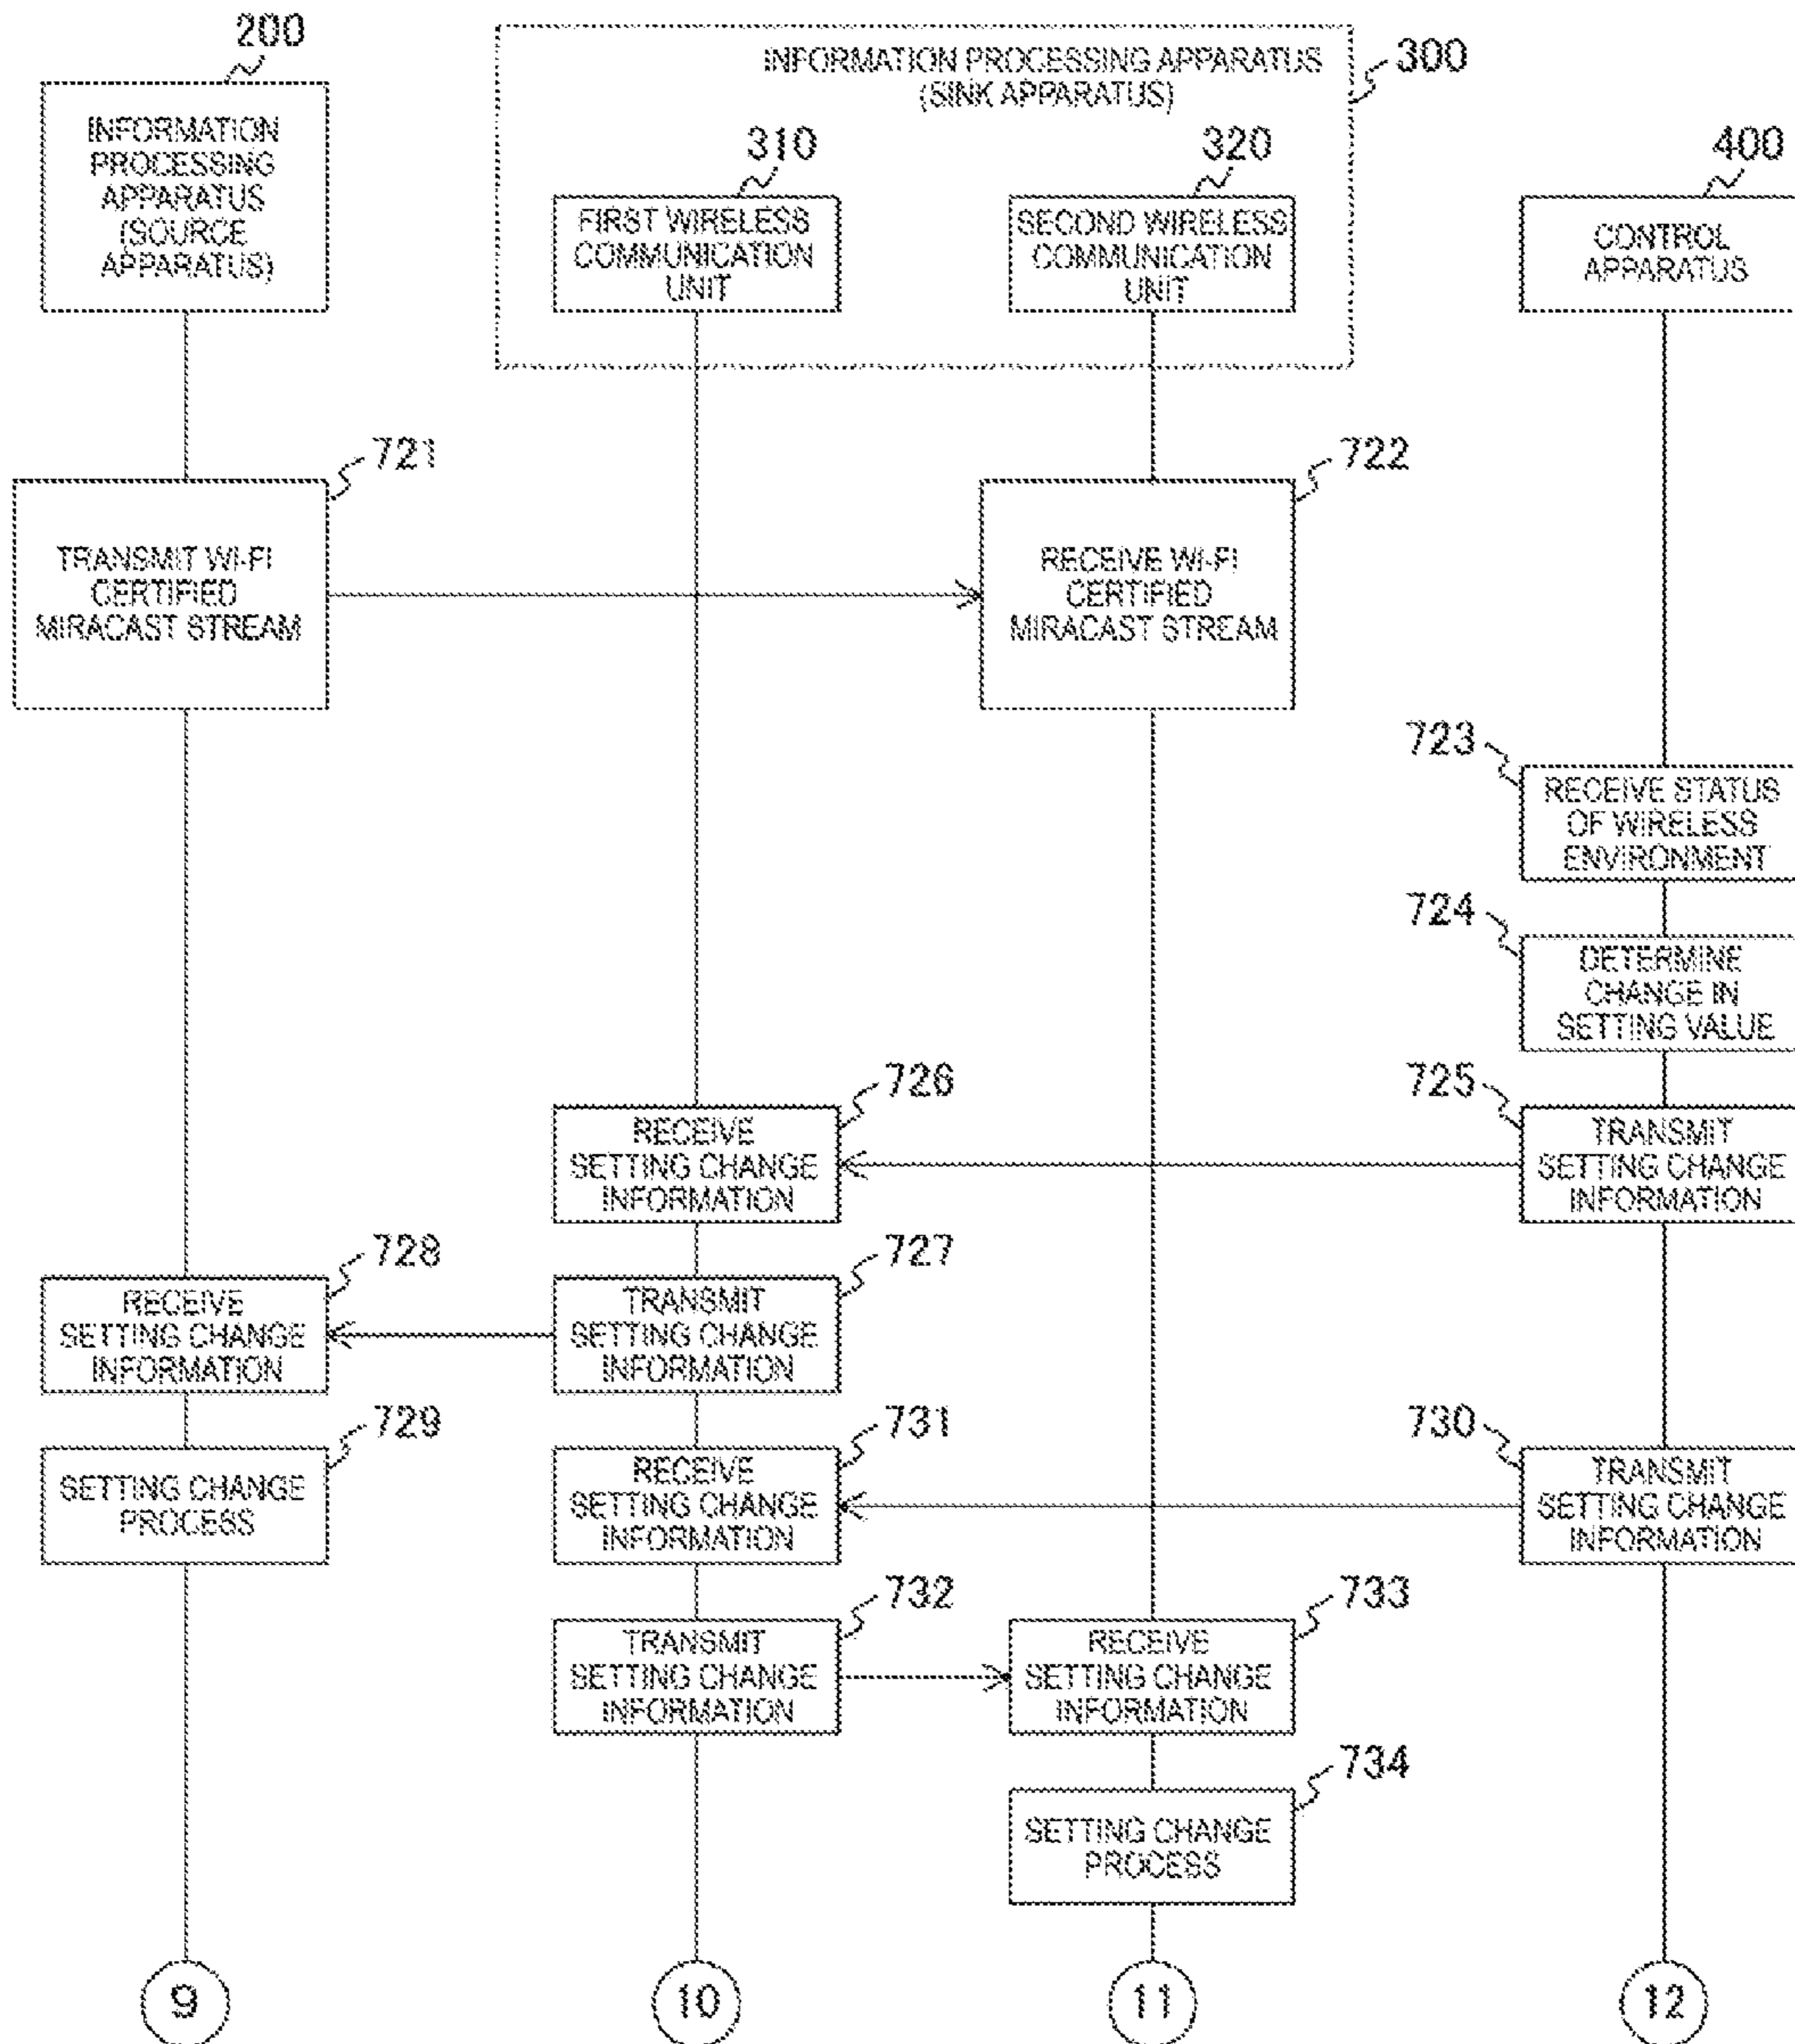 200
INFORMATION
PROCESSING
APPARATUS
(SOURCE
APPARATUS)
INFORMATION PROCESSING APPARATUS
(SINK APPARATUS)
300
310
FIRST WIRELESS
COMMUNICATION
UNIT
320
SECOND WIRELESS
COMMUNICATION
UNIT
400
CONTROL
APPARATUS
721
TRANSMIT WI-FI
CERTIFIED
MIRACAST STREAM
722
RECEIVE WI-FI
CERTIFIED
MIRACAST STREAM
723
RECEIVE STATUS
OF WIRELESS
ENVIRONMENT
724
DETERMINE
CHANGE IN
SETTING VALUE
726
RECEIVE
SETTING CHANGE
INFORMATION
725
TRANSMIT
SETTING CHANGE
INFORMATION
728
RECEIVE
SETTING CHANGE
INFORMATION
727
TRANSMIT
SETTING CHANGE
INFORMATION
729
SETTING CHANGE
PROCESS
731
RECEIVE
SETTING CHANGE
INFORMATION
730
TRANSMIT
SETTING CHANGE
INFORMATION
732
TRANSMIT
SETTING CHANGE
INFORMATION
733
RECEIVE
SETTING CHANGE
INFORMATION
734
SETTING CHANGE
PROCESS
9
10
11
12